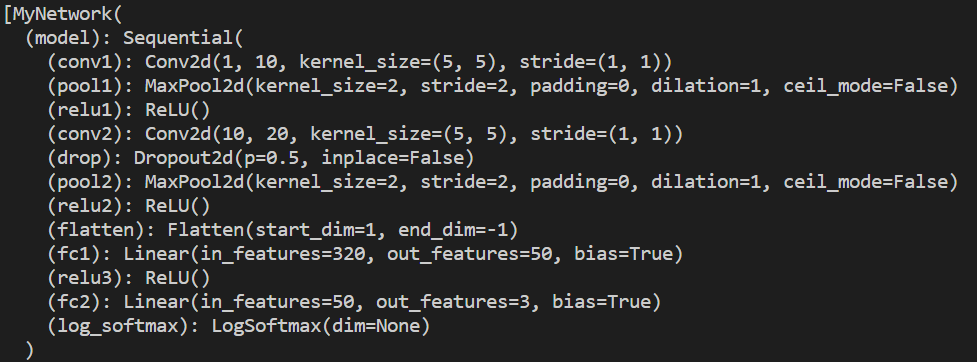 [MyNetwork(
  (model): Sequential(
    (conv1): Conv2d(1, 10, kernel_size=(5, 5), stride=(1, 1))
    (pool1): MaxPool2d(kernel_size=2, stride=2, padding=0, dilation=1, ceil_mode=False)
    (relu1): ReLU()
    (conv2): Conv2d(10, 20, kernel_size=(5, 5), stride=(1, 1))
    (drop): Dropout2d(p=0.5, inplace=False)
    (pool2): MaxPool2d(kernel_size=2, stride=2, padding=0, dilation=1, ceil_mode=False)
    (relu2): ReLU()
    (flatten): Flatten(start_dim=1, end_dim=-1)
    (fc1): Linear(in_features=320, out_features=50, bias=True)
    (relu3): ReLU()
    (fc2): Linear(in_features=50, out_features=3, bias=True)
    (log_softmax): LogSoftmax(dim=None)
  )